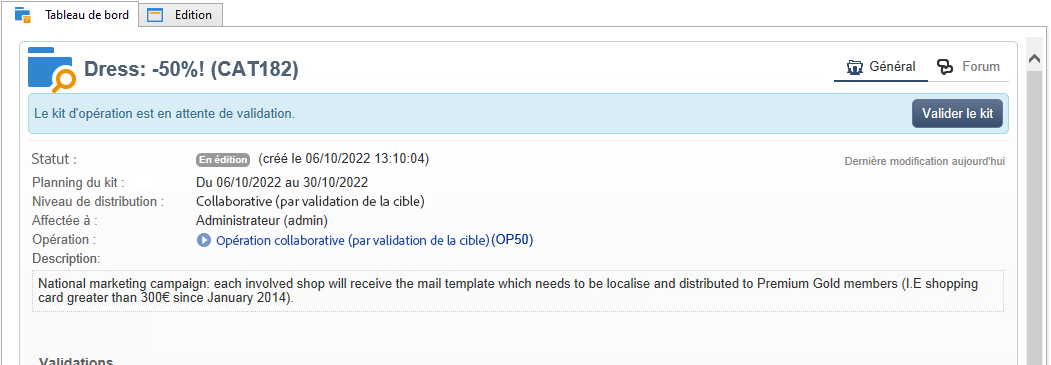 Tableau de bord
Edition
Dress: -50%! (CAT182)
Général
Forum
Le kit d'opération est en attente de validation.
Valider le kit
Statut :
En édition (créé le 06/10/2022 13:10:04)
Dernière modification aujourd'hui
Planning du kit :
Du 06/10/2022 au 30/10/2022
Niveau de distribution :
Collaborative (par validation de la cible)
Affectée à :
Administrateur (admin)
Opération :
Opération collaborative (par validation de la cible) (OP50)
Description:
National marketing campaign: each involved shop will receive the mail template which needs to be localise and distributed to Premium Gold members (I.E shopping
card greater than 300€ since January 2014).
Validations